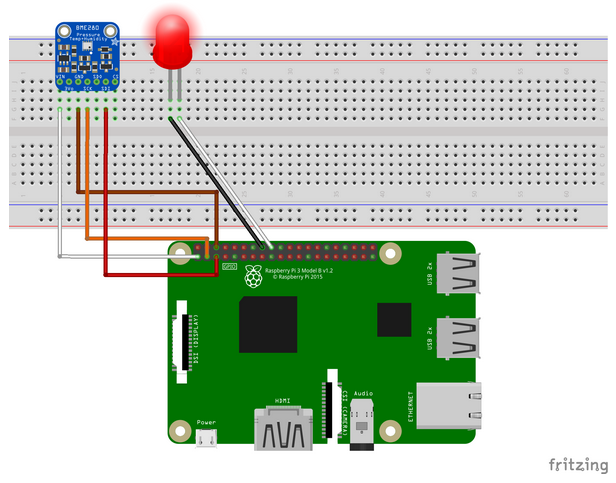 BME280
Pressure
Temp+Humidity
VIN GND SDO CS
3Vo SCK SDI
GPIO
Raspberry Pi 3 Model B v1.2
© Raspberry Pi 2015
DSI (DISPLAY)
USB 2x
USB 2x
Power
HDMI
CSI (CAMERA)
Audio
ETHERNET
fritzing